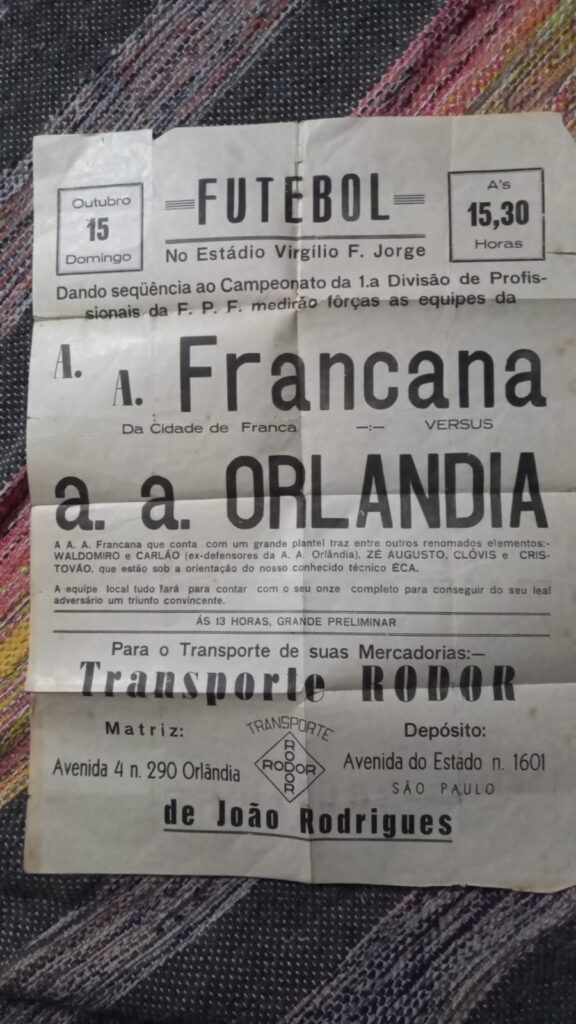 Outubro
15
Domingo
FUTEBOL
No Estádio Virgílio F. Jorge
A's
15,30
Horas
Dando seqüência ao Campeonato da 1.a Divisão de Profis-
sionais da F. P. F. medirão fôrças as equipes da
A. A. Francana
Da Cidade de Franca —:— VERSUS
a. a. ORLANDIA
A A. A. Francana que conta com um grande plantel traz entre outros renomados elementos:-
WALDOMIRO e CARLÃO (ex-defensores da A. A. Orlândia), ZÉ AUGUSTO, CLÓVIS e CRIS-
TOVÃO, que estão sob a orientação do nosso conhecido técnico ÉCA.
A equipe local tudo fará para contar com o seu onze completo para conseguir do seu leal
adversário um triunfo convincente.
ÁS 13 HORAS, GRANDE PRELIMINAR
Para o Transporte de suas Mercadorias:—
Transporte RODOR
Matriz:
Avenida 4 n. 290 Orlândia
TRANSPORTE
RODOR
RODOR
Depósito:
Avenida do Estado n. 1601
SÃO PAULO
de João Rodrigues